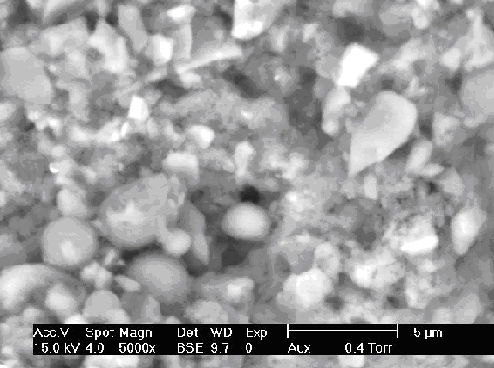 Acc.V Spot Magn Det WD Exp 5 µm
15.0 kV 4.0 5000x BSE 9.7 0 Aux 0.4 Torr